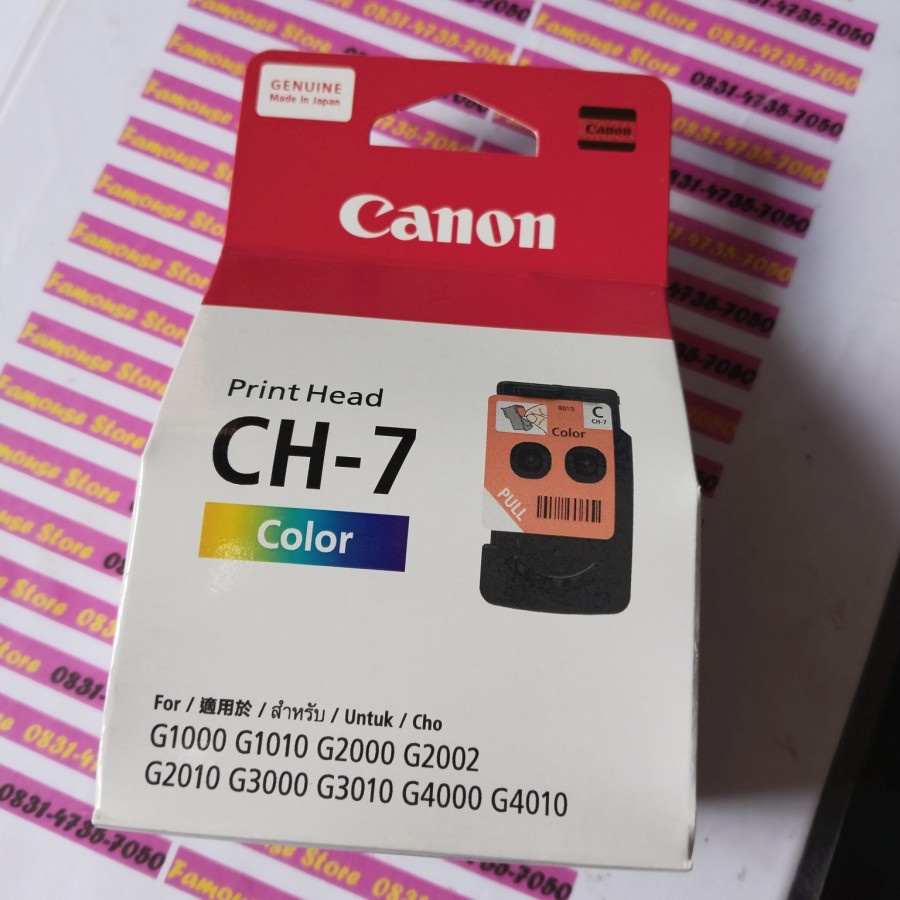 GENUINE
Made in Japan
Canon
Canon
Print Head
CH-7
Color
8019
C
CH-7
Color
PULL
For / 適用於 / สำหรับ / Untuk / Cho
G1000 G1010 G2000 G2002
G2010 G3000 G3010 G4000 G4010
Famouse Store 0831-4735-7050